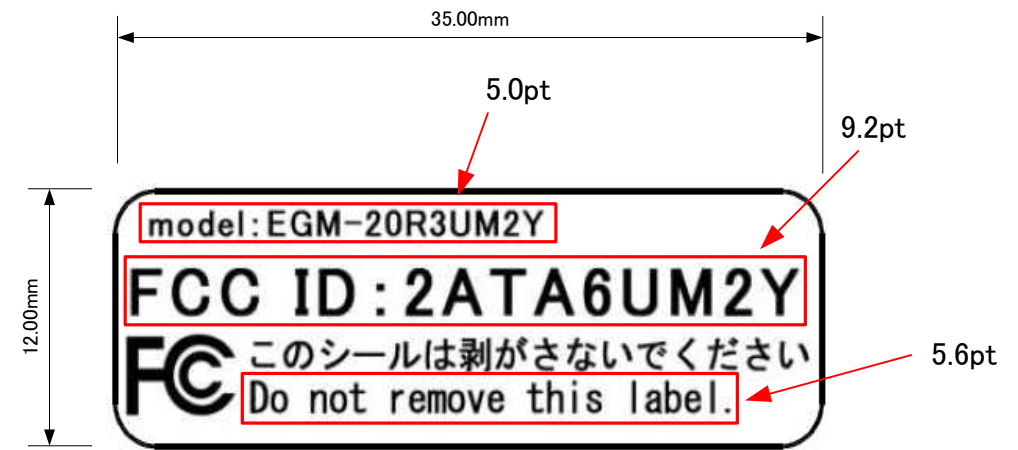 35.00mm
5.0pt
9.2pt
model:EGM-20R3UM2Y
FCC ID:2ATA6UM2Y
12.00mm
FC このシールは剥がさないでください
Do not remove this label.
5.6pt